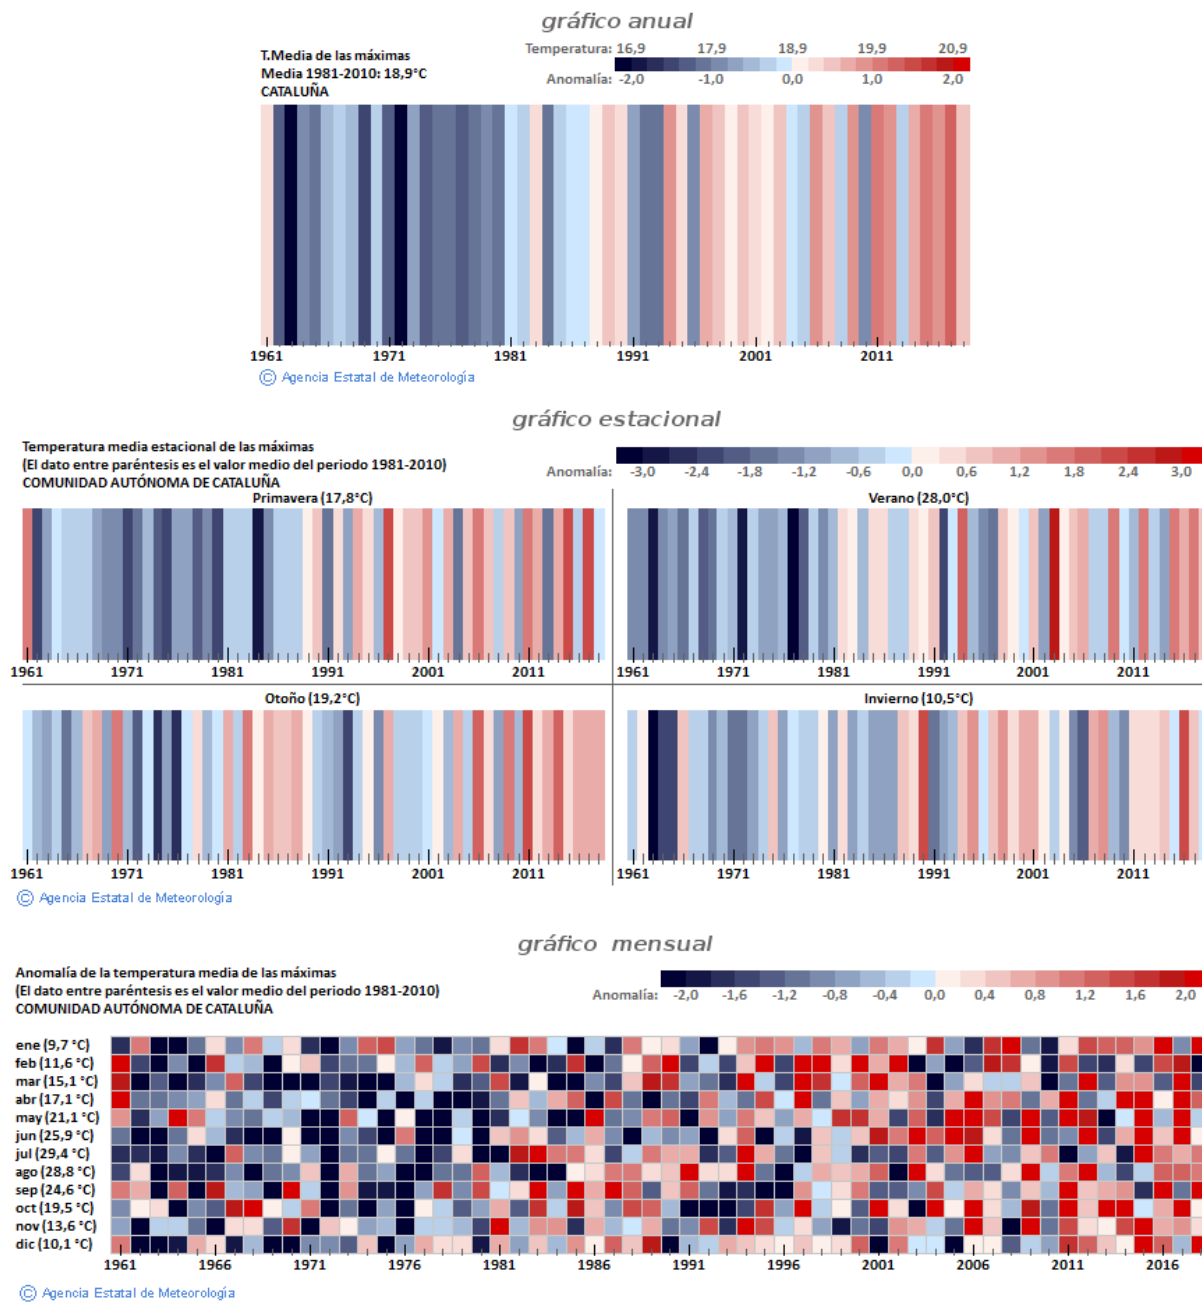 gráfico anual
T.Media de las máximas
Media 1981-2010: 18,9°C
CATALUÑA
Temperatura: 16,9 17,9 18,9 19,9 20,9
Anomalía: -2,0 -1,0 0,0 1,0 2,0
1961 1971 1981 1991 2001 2011
© Agencia Estatal de Meteorología
gráfico estacional
Temperatura media estacional de las máximas
(El dato entre paréntesis es el valor medio del periodo 1981-2010)
COMUNIDAD AUTÓNOMA DE CATALUÑA
Anomalía: -3,0 -2,4 -1,8 -1,2 -0,6 0,0 0,6 1,2 1,8 2,4 3,0
Primavera (17,8°C)
1961 1971 1981 1991 2001 2011
Verano (28,0°C)
1961 1971 1981 1991 2001 2011
Otoño (19,2°C)
1961 1971 1981 1991 2001 2011
Invierno (10,5°C)
1961 1971 1981 1991 2001 2011
© Agencia Estatal de Meteorología
gráfico mensual
Anomalía de la temperatura media de las máximas
(El dato entre paréntesis es el valor medio del periodo 1981-2010)
COMUNIDAD AUTÓNOMA DE CATALUÑA
Anomalía: -2,0 -1,6 -1,2 -0,8 -0,4 0,0 0,4 0,8 1,2 1,6 2,0
ene (9,7 °C)
feb (11,6 °C)
mar (15,1 °C)
abr (17,1 °C)
may (21,1 °C)
jun (25,9 °C)
jul (29,4 °C)
ago (28,8 °C)
sep (24,6 °C)
oct (19,5 °C)
nov (13,6 °C)
dic (10,1 °C)
1961 1966 1971 1976 1981 1986 1991 1996 2001 2006 2011 2016
© Agencia Estatal de Meteorología